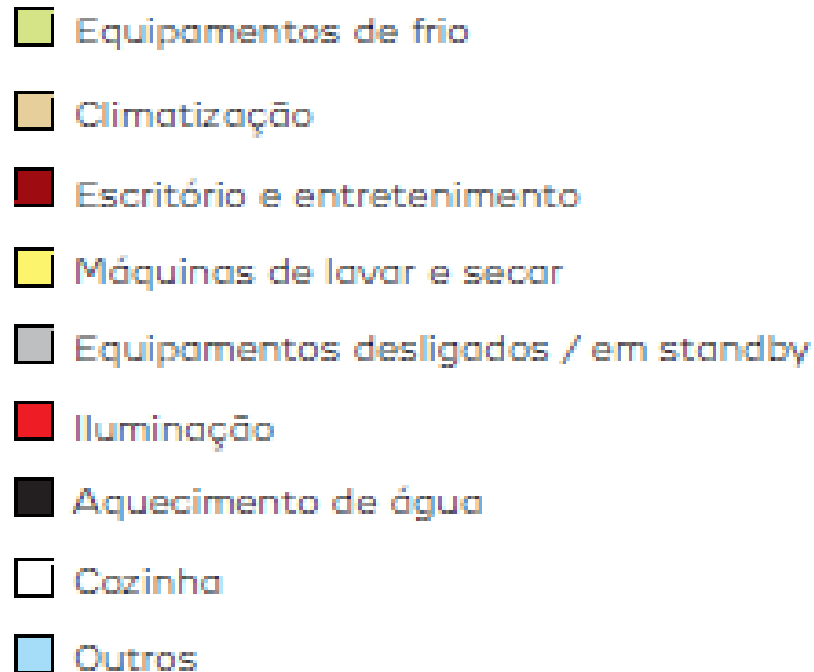 Equipamentos de frio
Climatização
Escritório e entretenimento
Máquinas de lavar e secar
Equipamentos desligados / em standby
Iluminação
Aquecimento de água
Cozinha
Outros